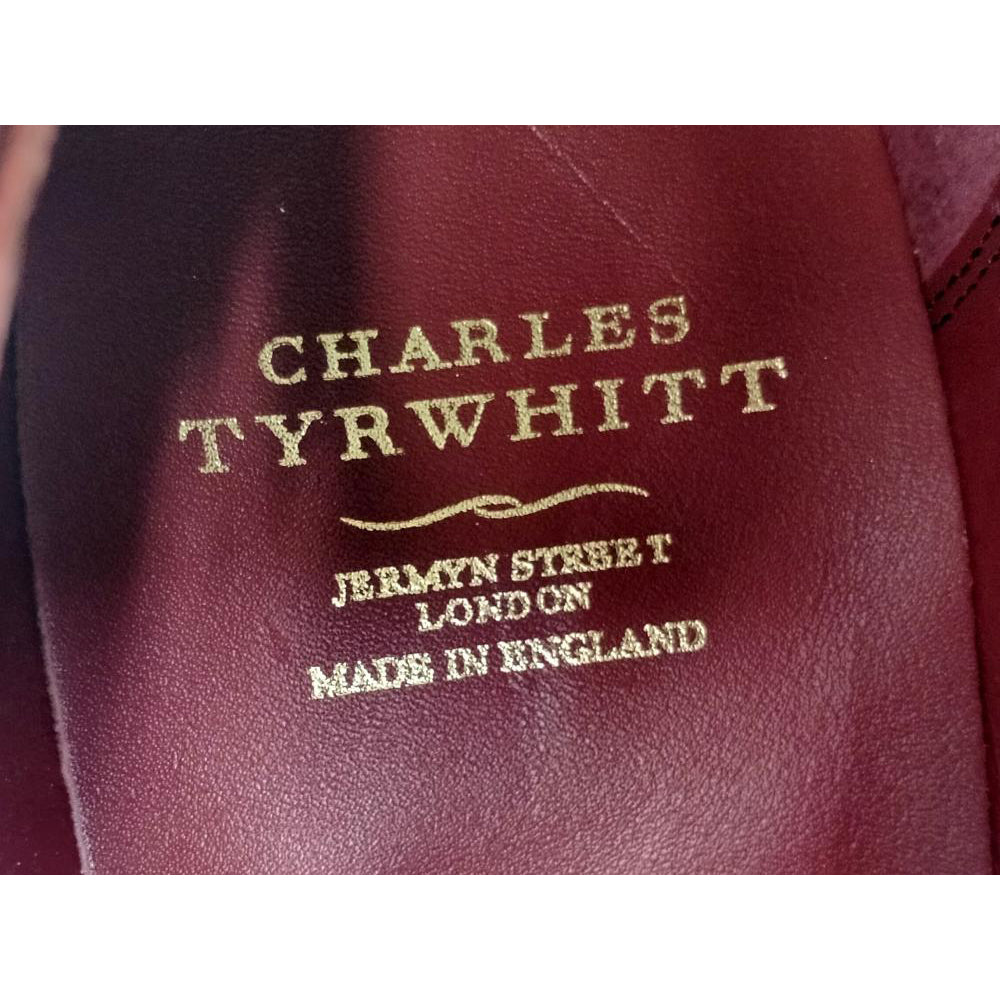 CHARLES
TYRWHITT
JERMYN STREET
LONDON
MADE IN ENGLAND